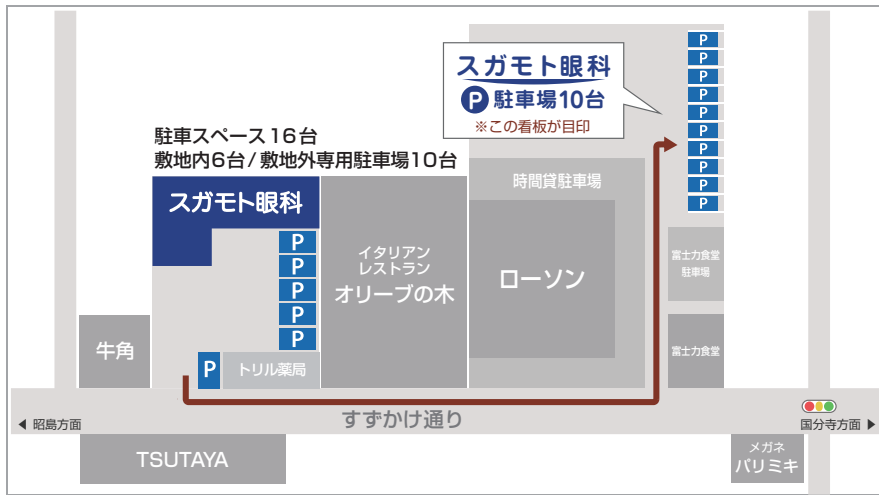 スガモト眼科
P 駐車場10台
※この看板が目印
P
P
P
P
P
P
P
P
P
P
駐車スペース16台
敷地内6台/敷地外専用駐車場10台
スガモト眼科
P
P
P
P
P
P
トリル薬局
イタリアン
レストラン
オリーブの木
時間貸駐車場
ローソン
富士力食堂
駐車場
富士力食堂
牛角
すずかけ通り
◀ 昭島方面
国分寺方面 ▶
TSUTAYA
メガネ
パリミキ